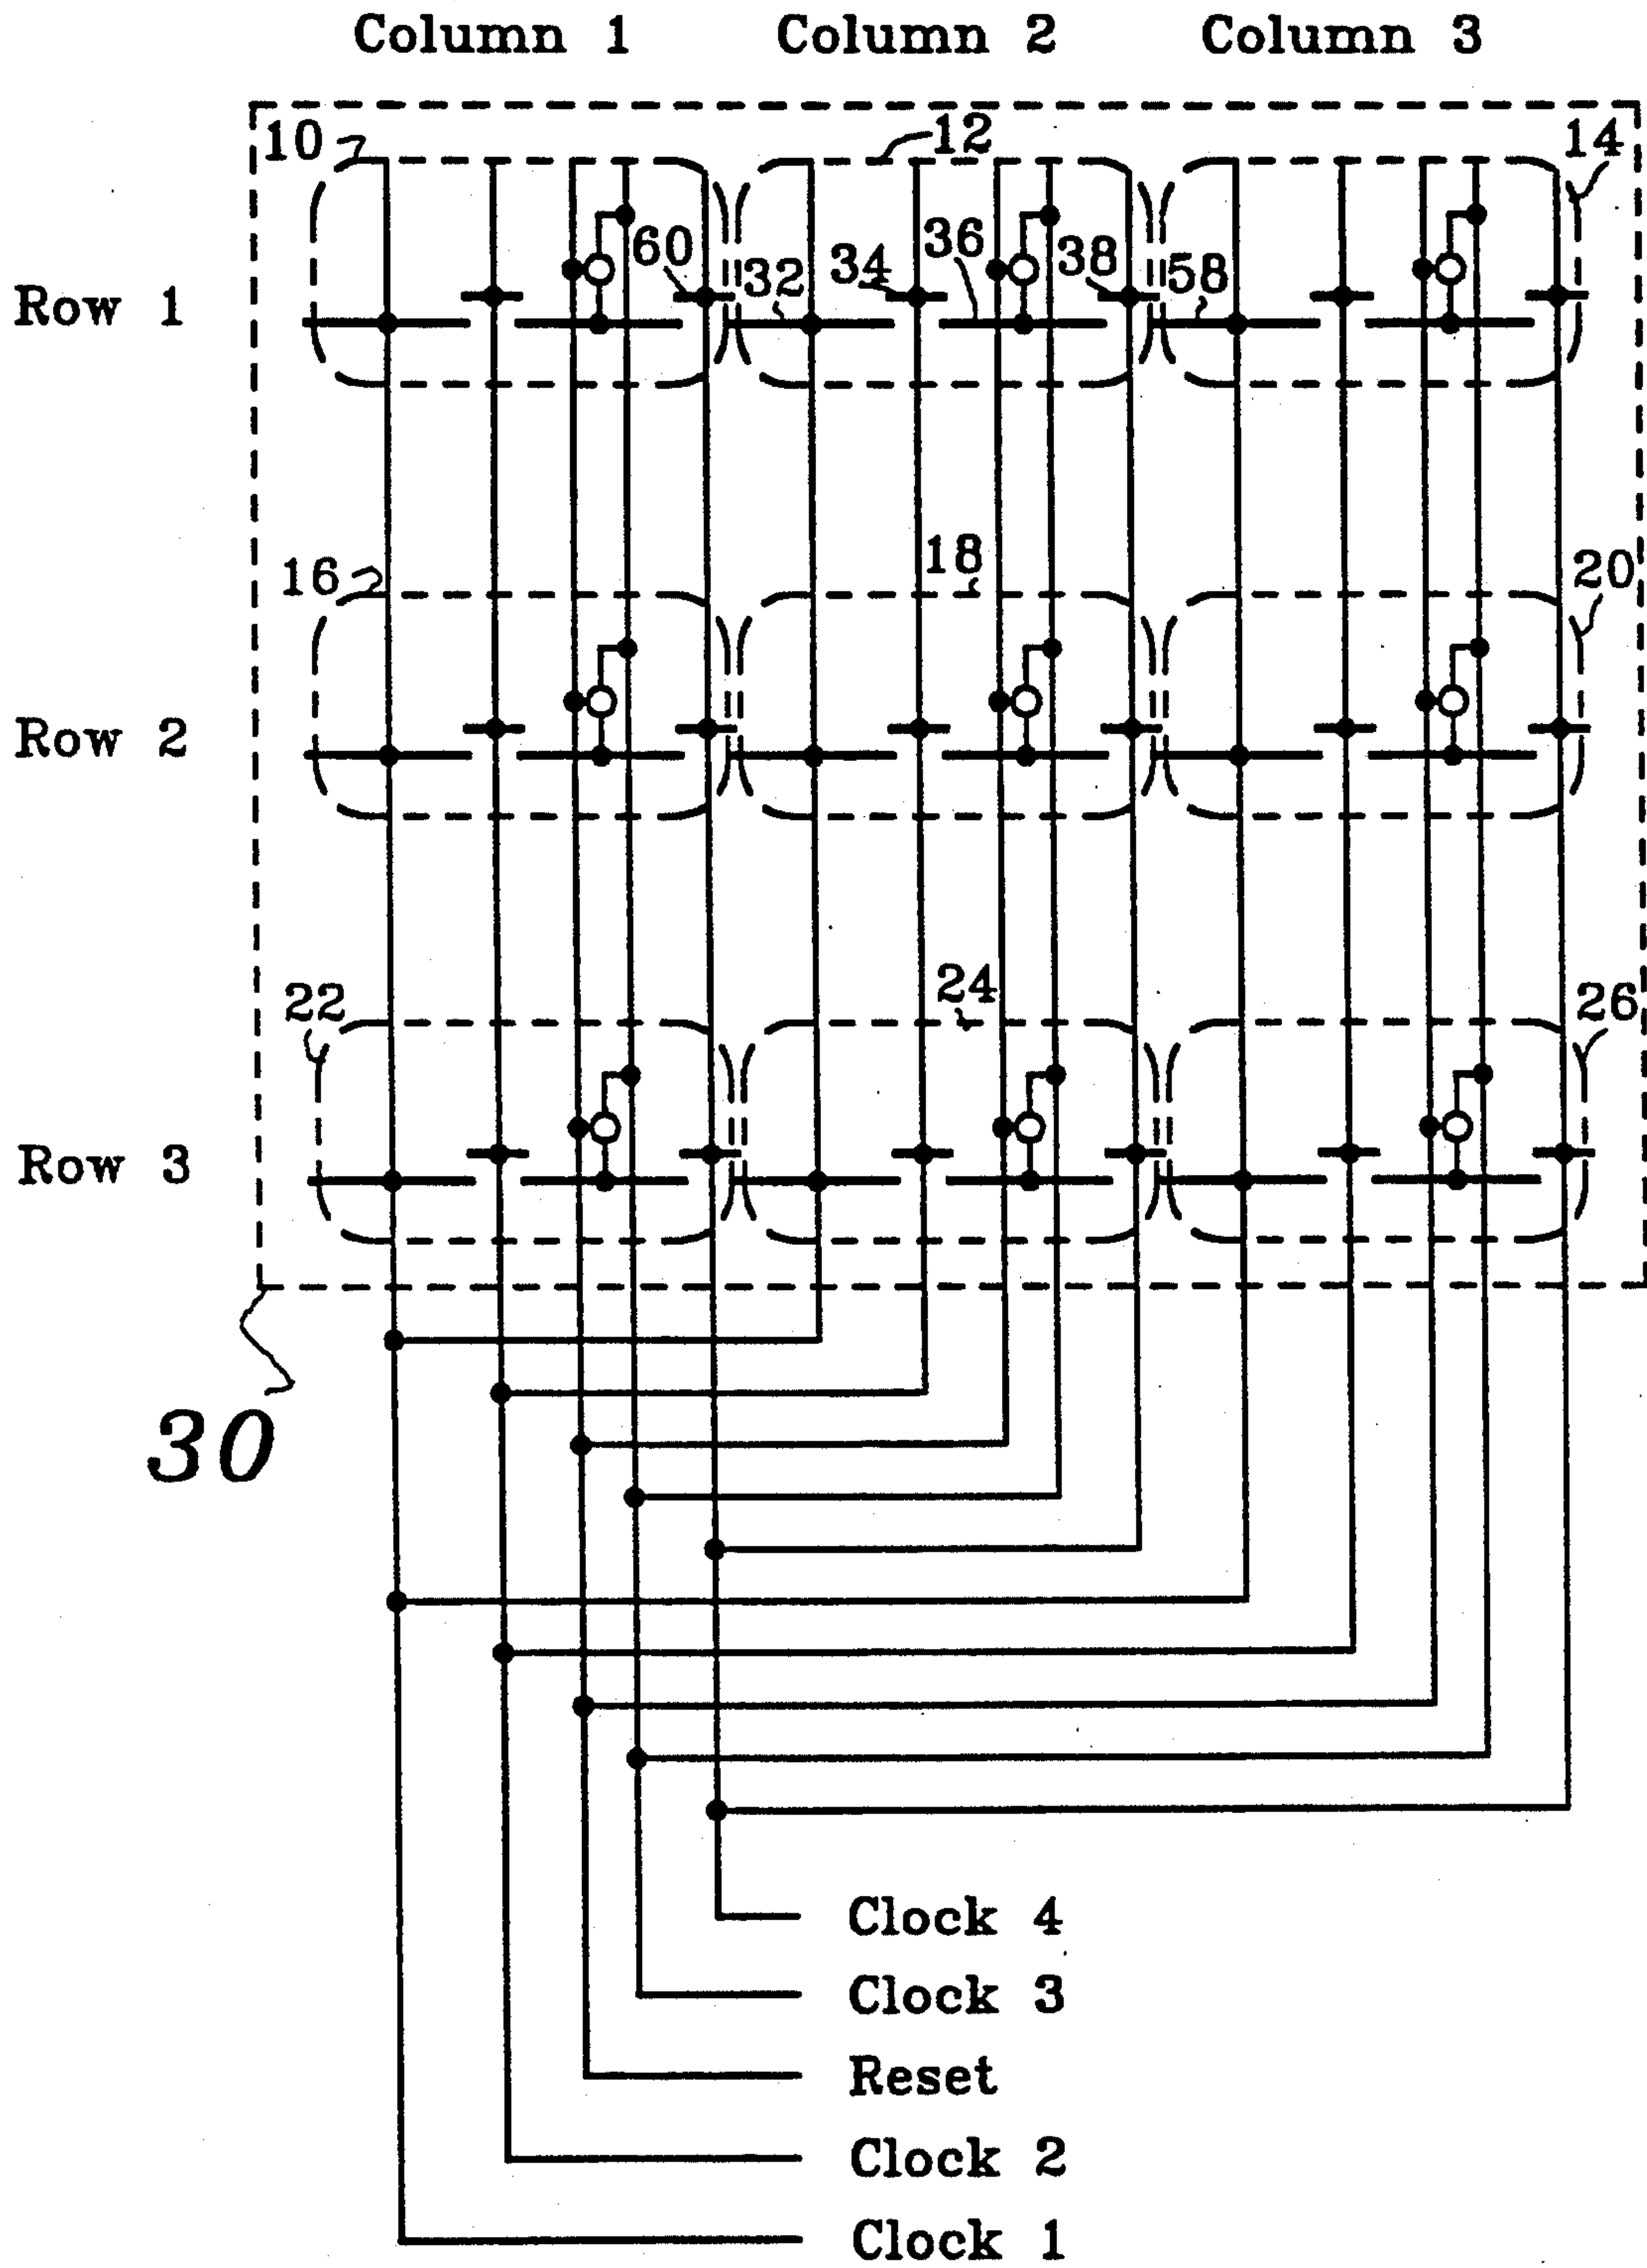 Column 1 Column 2 Column 3
10 12 14
60 32 34 36 38 58
Row 1
16 18 20
Row 2
22 24 26
Row 3
30
Clock 4
Clock 3
Reset
Clock 2
Clock 1